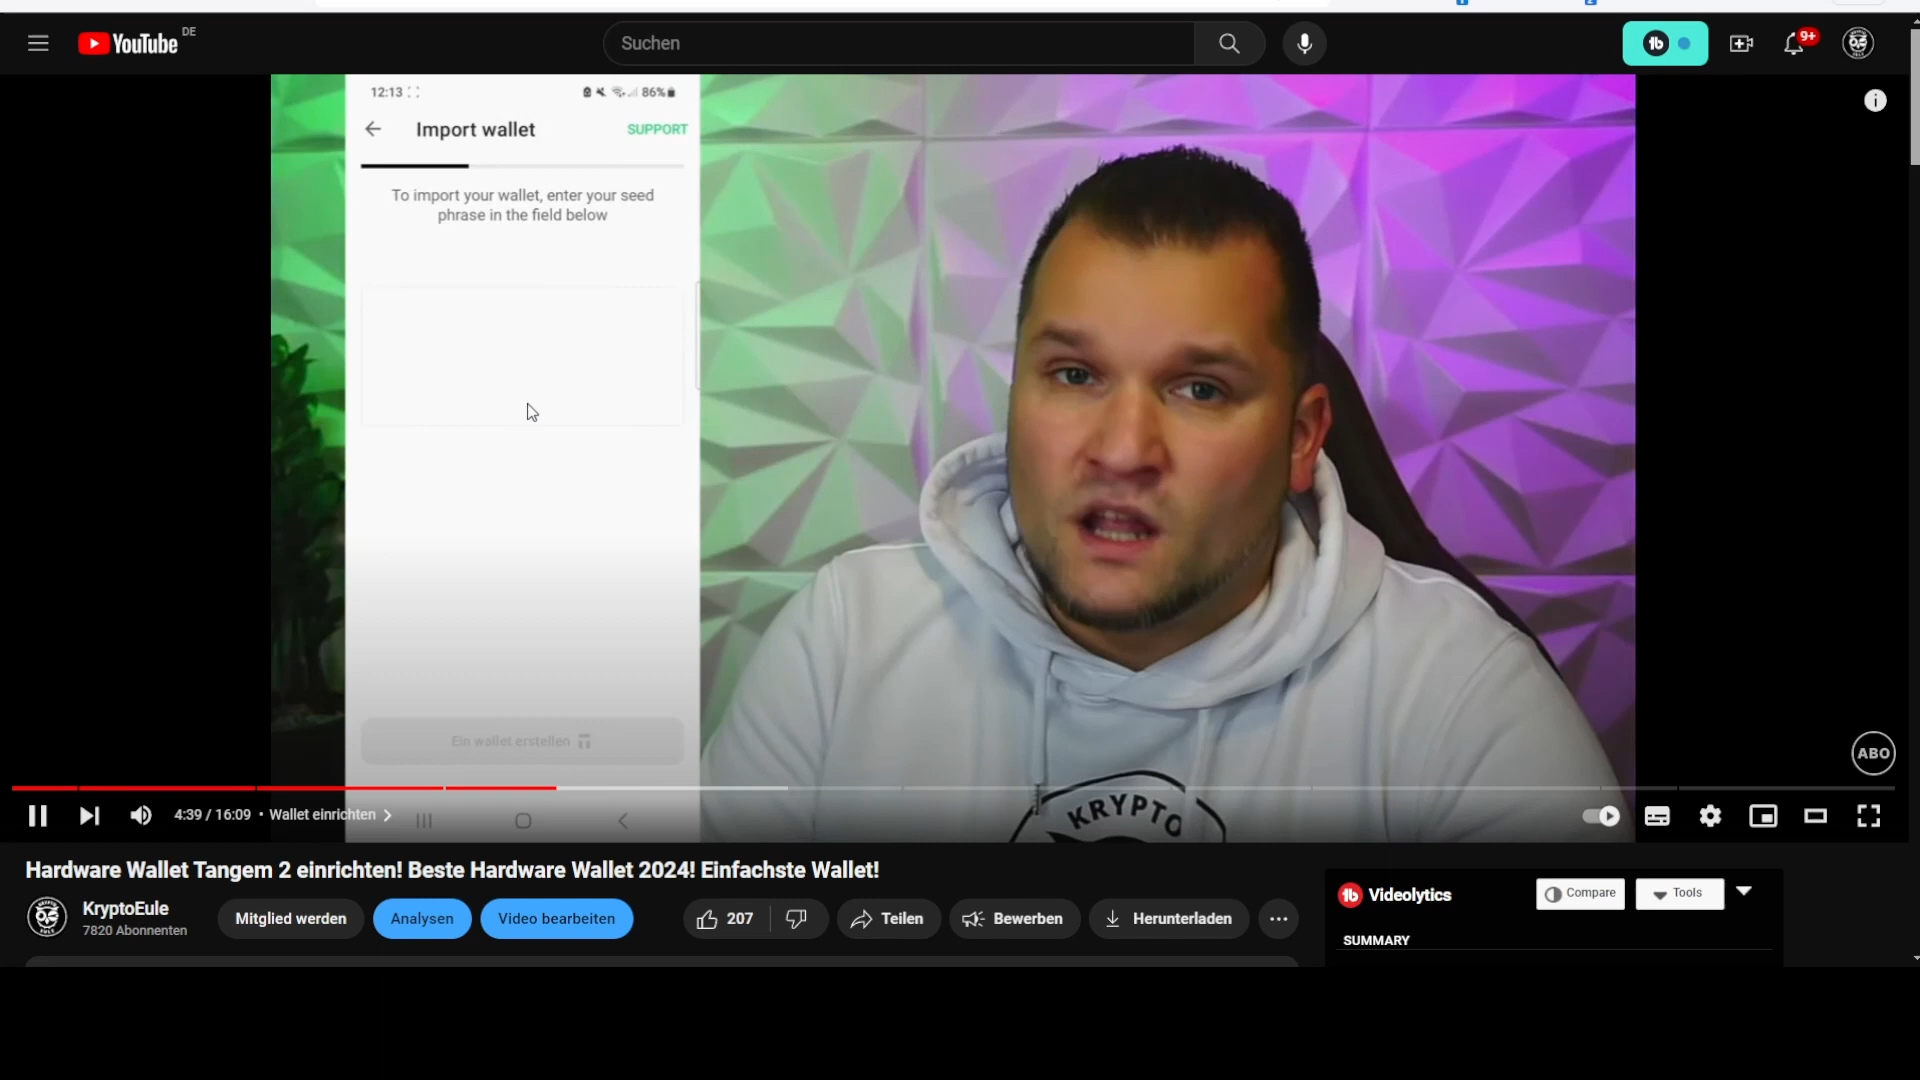 YouTube DE
Suchen
9+
12:13
86%
Import wallet
SUPPORT
To import your wallet, enter your seed
phrase in the field below
Ein wallet erstellen
KRYPTO
ABO
4:39 / 16:09 • Wallet einrichten
Hardware Wallet Tangem 2 einrichten! Beste Hardware Wallet 2024! Einfachste Wallet!
KryptoEule
7820 Abonnenten
Mitglied werden
Analysen
Video bearbeiten
207
Teilen
Bewerben
Herunterladen
Videolytics
Compare
Tools
SUMMARY